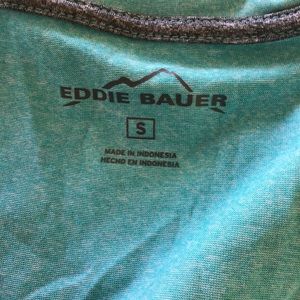 EDDIE BAUER
S
MADE IN INDONESIA
HECHO EN INDONESIA